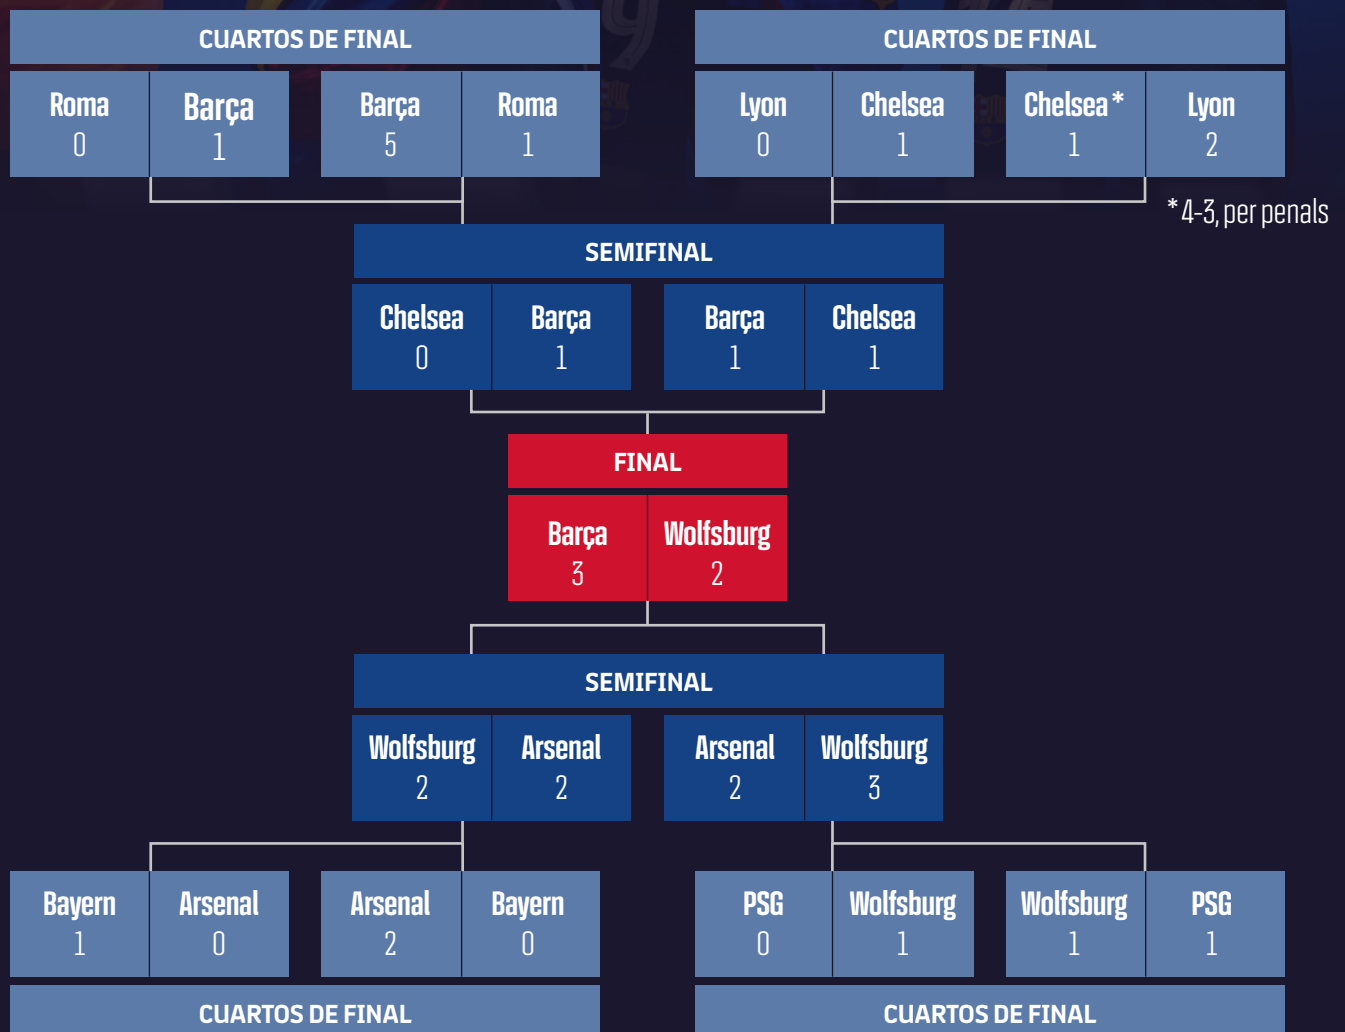 CUARTOS DE FINAL
CUARTOS DE FINAL
Roma Barça Barça Roma
0 1 5 1
Lyon Chelsea Chelsea* Lyon
0 1 1 2
*4-3, per penals
SEMIFINAL
Chelsea Barça Barça Chelsea
0 1 1 1
FINAL
Barça Wolfsburg
3 2
SEMIFINAL
Wolfsburg Arsenal Arsenal Wolfsburg
2 2 2 3
Bayern Arsenal Arsenal Bayern
1 0 2 0
PSG Wolfsburg Wolfsburg PSG
0 1 1 1
CUARTOS DE FINAL
CUARTOS DE FINAL